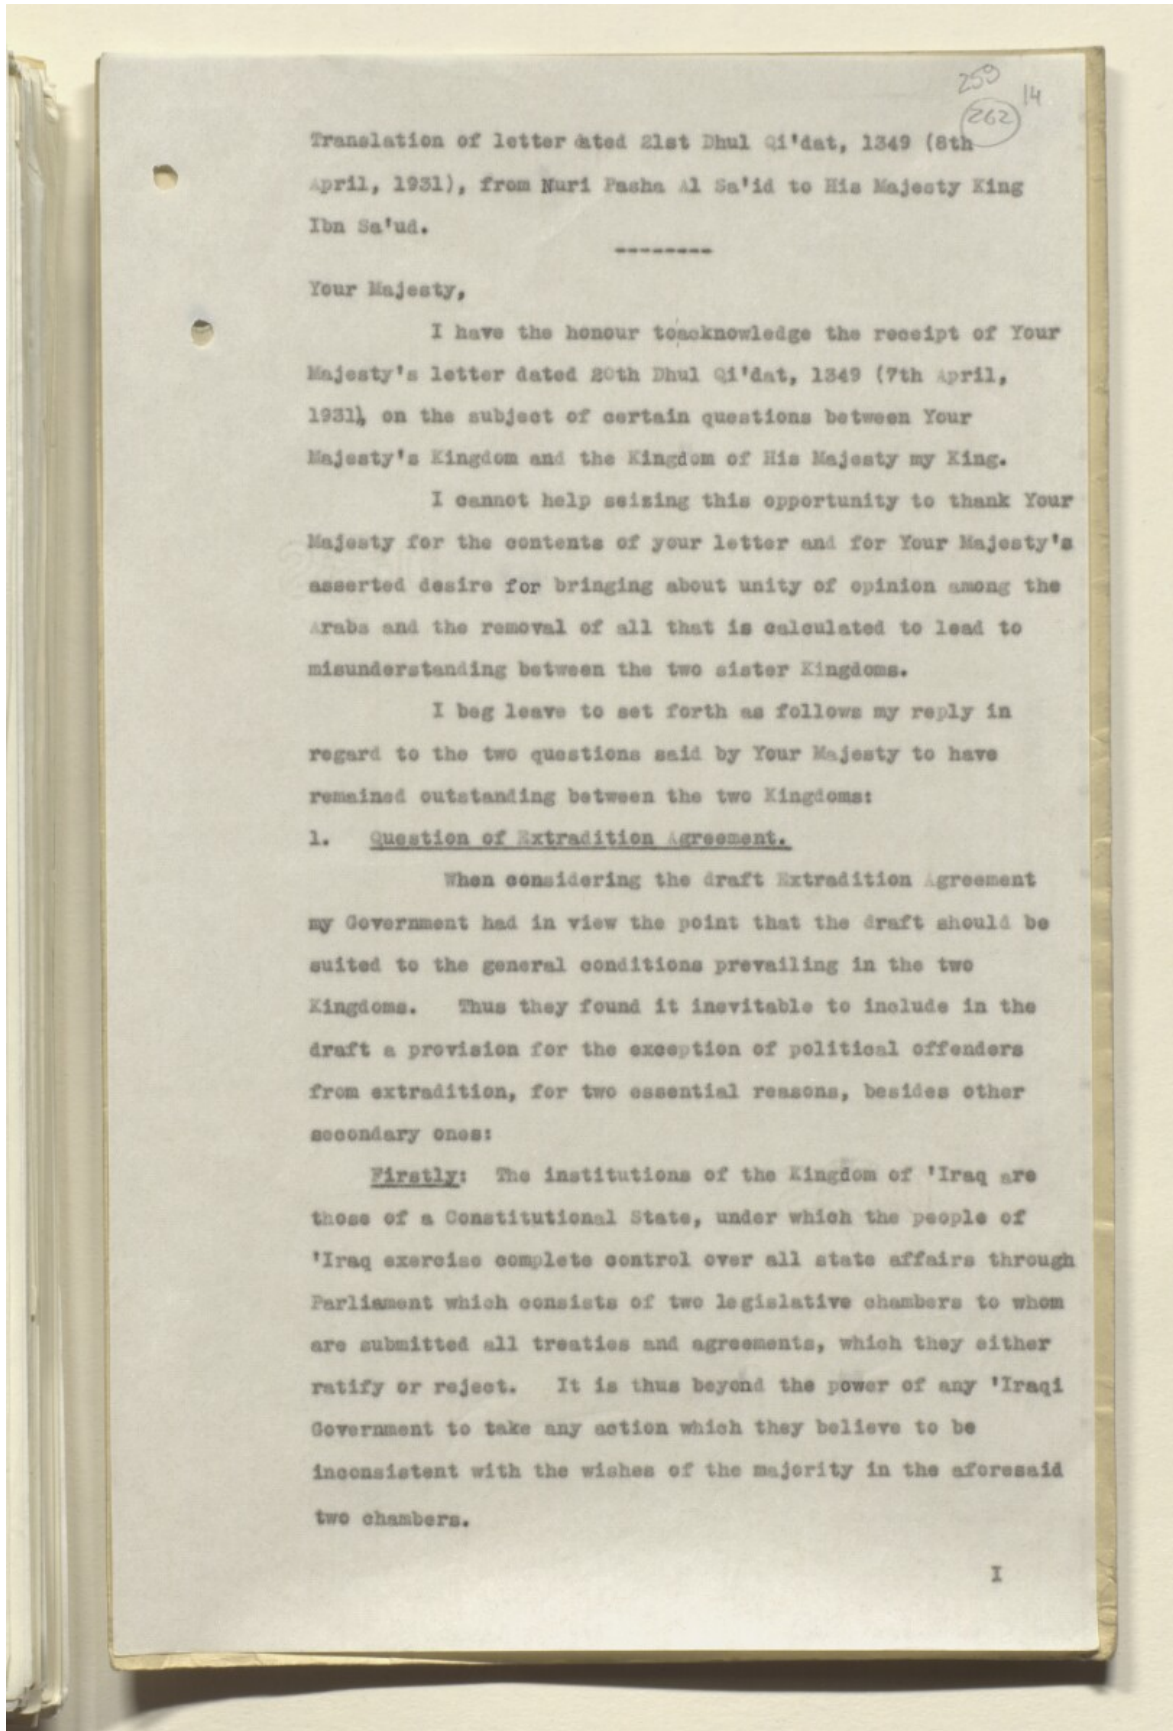 259
262
14
Translation of letter dated 21st Dhul Qi'dat, 1349 (8th
April, 1931), from Nuri Pasha Al Sa'id to His Majesty King
Ibn Sa'ud.
--------
Your Majesty,
I have the honour to acknowledge the receipt of Your
Majesty's letter dated 20th Dhul Qi'dat, 1349 (7th April,
1931), on the subject of certain questions between Your
Majesty's Kingdom and the Kingdom of His Majesty my King.
I cannot help seizing this opportunity to thank Your
Majesty for the contents of your letter and for Your Majesty's
asserted desire for bringing about unity of opinion among the
Arabs and the removal of all that is calculated to lead to
misunderstanding between the two sister Kingdoms.
I beg leave to set forth as follows my reply in
regard to the two questions said by Your Majesty to have
remained outstanding between the two Kingdoms:
1. Question of Extradition Agreement.
When considering the draft Extradition Agreement
my Government had in view the point that the draft should be
suited to the general conditions prevailing in the two
Kingdoms. Thus they found it inevitable to include in the
draft a provision for the exception of political offenders
from extradition, for two essential reasons, besides other
secondary ones:
Firstly: The institutions of the Kingdom of 'Iraq are
those of a Constitutional State, under which the people of
'Iraq exercise complete control over all state affairs through
Parliament which consists of two legislative chambers to whom
are submitted all treaties and agreements, which they either
ratify or reject. It is thus beyond the power of any 'Iraqi
Government to take any action which they believe to be
inconsistent with the wishes of the majority in the aforesaid
two chambers.
I